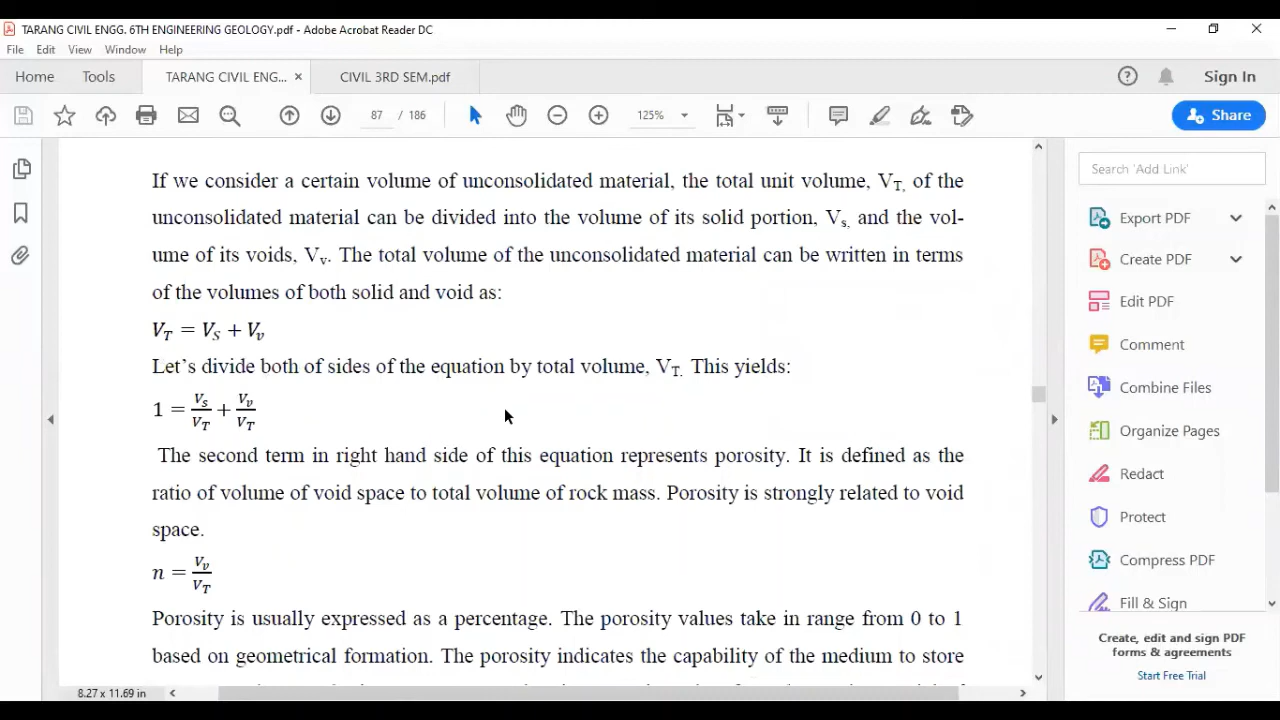 TARANG CIVIL ENGG. 6TH ENGINEERING GEOLOGY.pdf - Adobe Acrobat Reader DC
File Edit View Window Help
Home Tools TARANG CIVIL ENG... × CIVIL 3RD SEM.pdf Sign In
87 / 186 125% Share
If we consider a certain volume of unconsolidated material, the total unit volume, V_T, of the
unconsolidated material can be divided into the volume of its solid portion, V_s, and the vol-
ume of its voids, V_v. The total volume of the unconsolidated material can be written in terms
of the volumes of both solid and void as:
V_T = V_S + V_v
Let's divide both of sides of the equation by total volume, V_T. This yields:
1 = V_s/V_T + V_v/V_T
The second term in right hand side of this equation represents porosity. It is defined as the
ratio of volume of void space to total volume of rock mass. Porosity is strongly related to void
space.
n = V_v/V_T
Porosity is usually expressed as a percentage. The porosity values take in range from 0 to 1
based on geometrical formation. The porosity indicates the capability of the medium to store
8.27 x 11.69 in
Search 'Add Link'
Export PDF
Create PDF
Edit PDF
Comment
Combine Files
Organize Pages
Redact
Protect
Compress PDF
Fill & Sign
Create, edit and sign PDF
forms & agreements
Start Free Trial